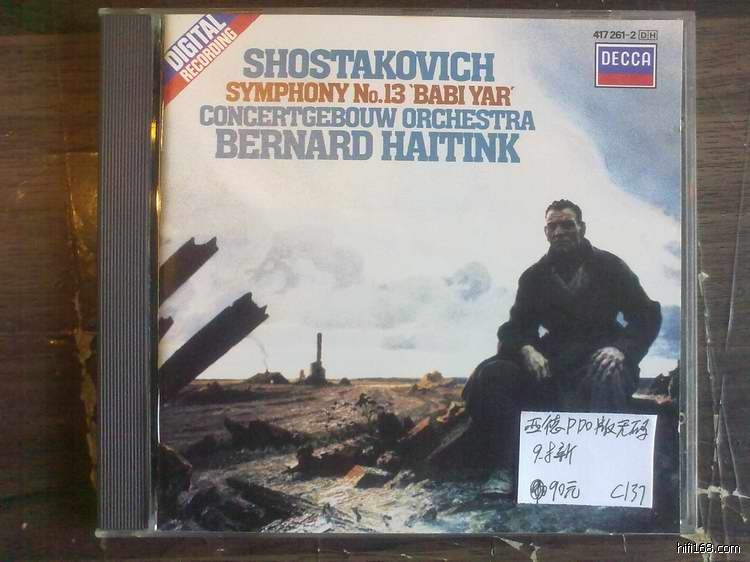 DIGITAL
RECORDING
417 261-2 DH
DECCA
SHOSTAKOVICH
SYMPHONY No.13 'BABI YAR'
CONCERTGEBOUW ORCHESTRA
BERNARD HAITINK
西德PDO版无码
9.8新
90元 C137
hifi168.com